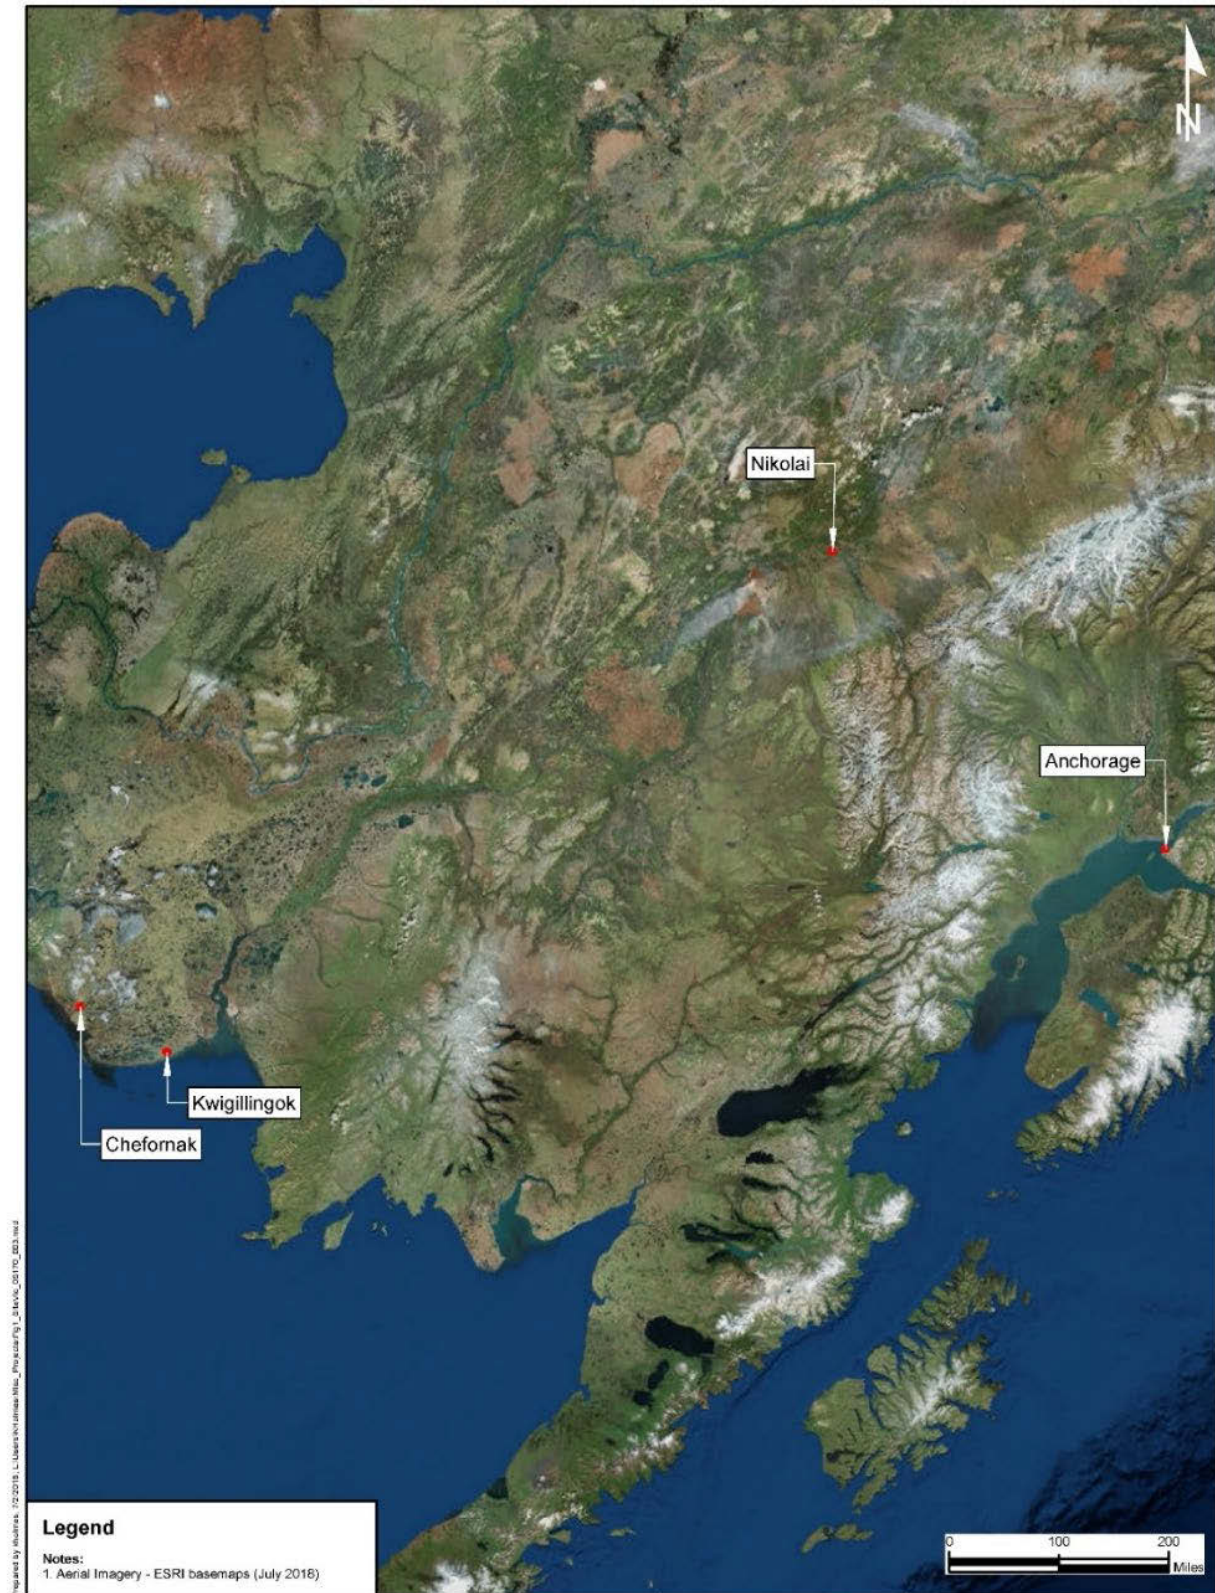 N
Nikolai
Anchorage
Kwigillingok
Chefornak
Legend
Notes:
1. Aerial Imagery - ESRI basemaps (July 2018)
0 100 200
Miles